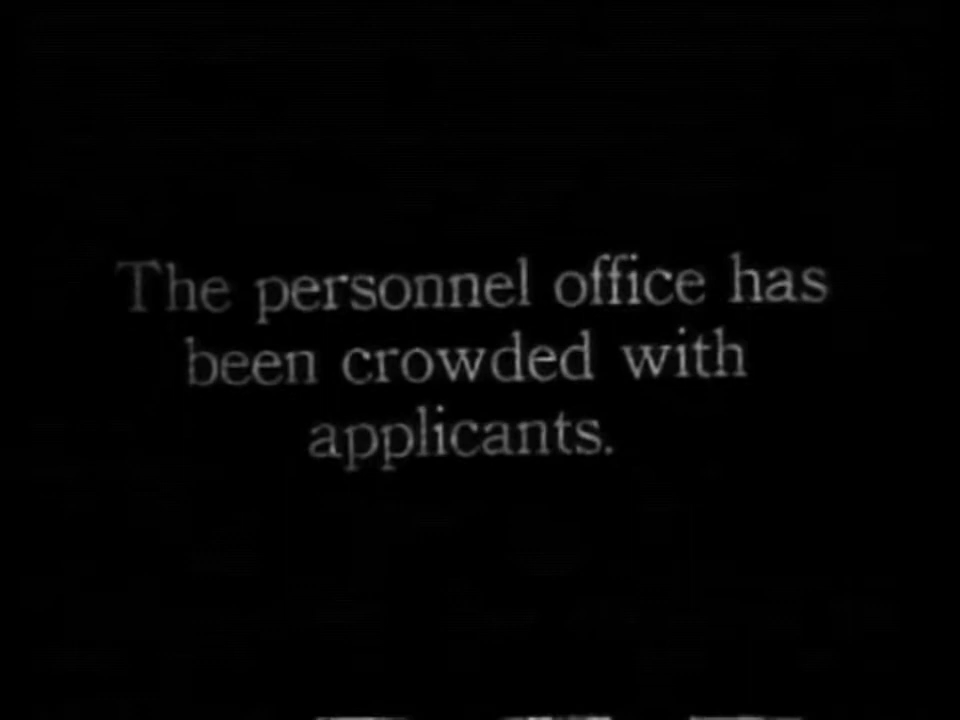 The personnel office has
been crowded with
applicants.